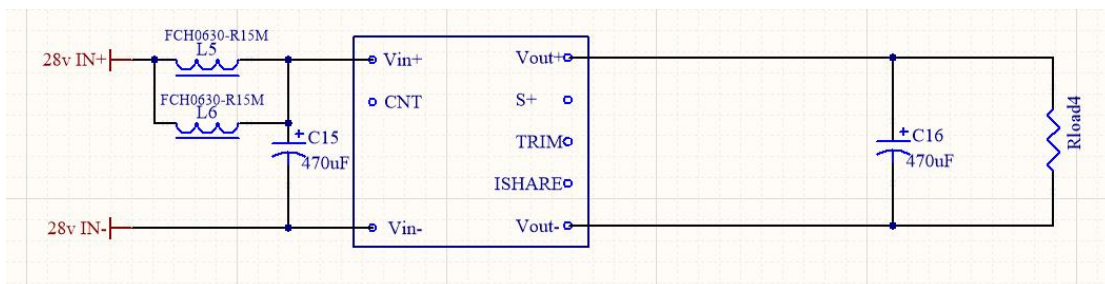 FCH0630-R15M
L5
28v IN+
FCH0630-R15M
L6
C15
470uF
28v IN-
Vin+
CNT
Vin-
Vout+
S+
TRIM
ISHARE
Vout-
+
C16
470uF
Rload4